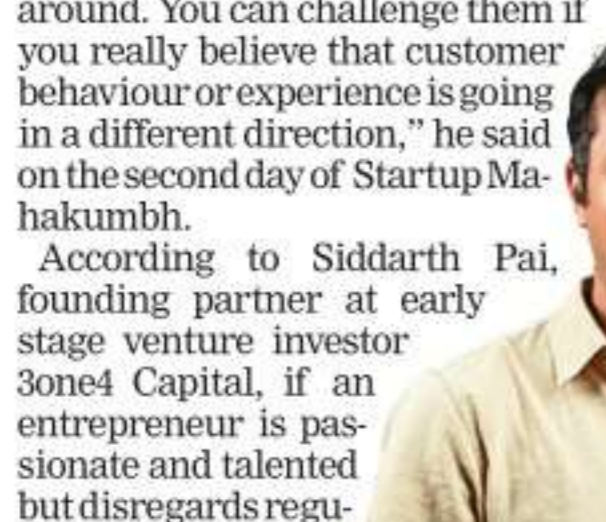 around. You can challenge them if
you really believe that customer
behaviour or experience is going
in a different direction,” he said
on the second day of Startup Ma-
hakumbh.
According to Siddarth Pai,
founding partner at early
stage venture investor
3one4 Capital, if an
entrepreneur is pas-
sionate and talented
but disregards regu-